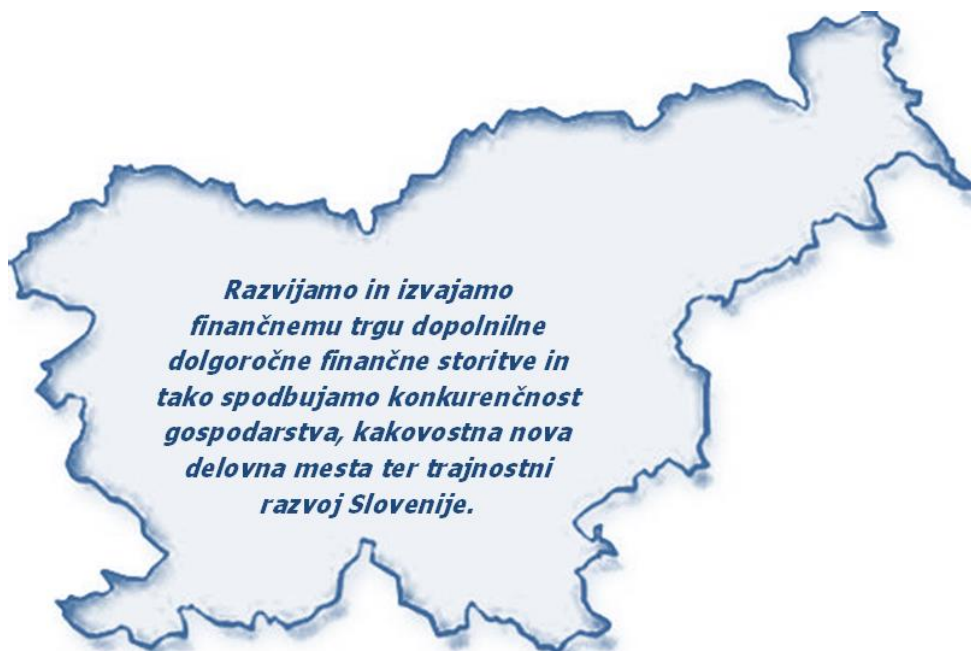 Razvijamo in izvajamo
finančnemu trgu dopolnilne
dolgoročne finančne storitve in
tako spodbujamo konkurenčnost
gospodarstva, kakovostna nova
delovna mesta ter trajnostni
razvoj Slovenije.